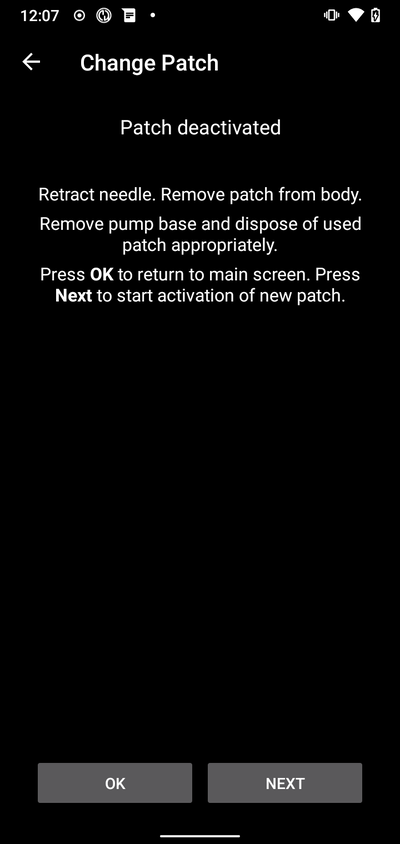 12:07
Change Patch
Patch deactivated
Retract needle. Remove patch from body.
Remove pump base and dispose of used
patch appropriately.
Press OK to return to main screen. Press
Next to start activation of new patch.
OK
NEXT